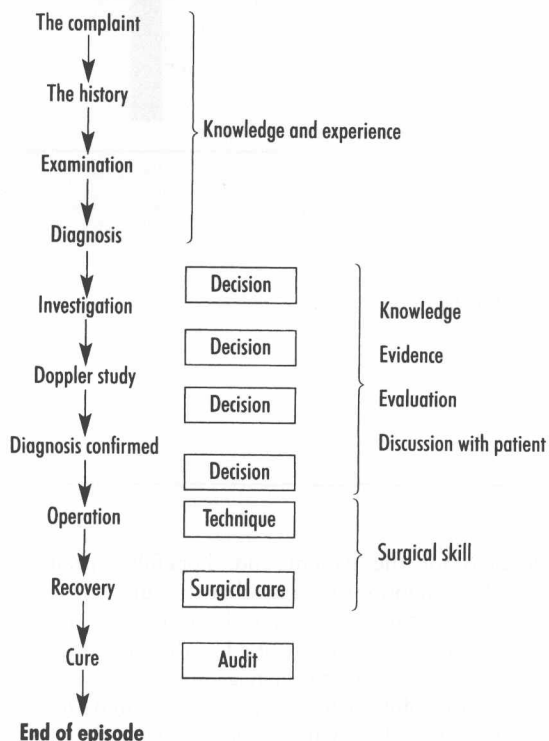 The complaint
The history
Knowledge and experience
Examination
Diagnosis
Decision
Investigation
Knowledge
Decision
Evidence
Doppler study
Decision
Evaluation
Diagnosis confirmed
Discussion with patient
Decision
Operation
Technique
Surgical skill
Recovery
Surgical care
Cure
Audit
End of episode